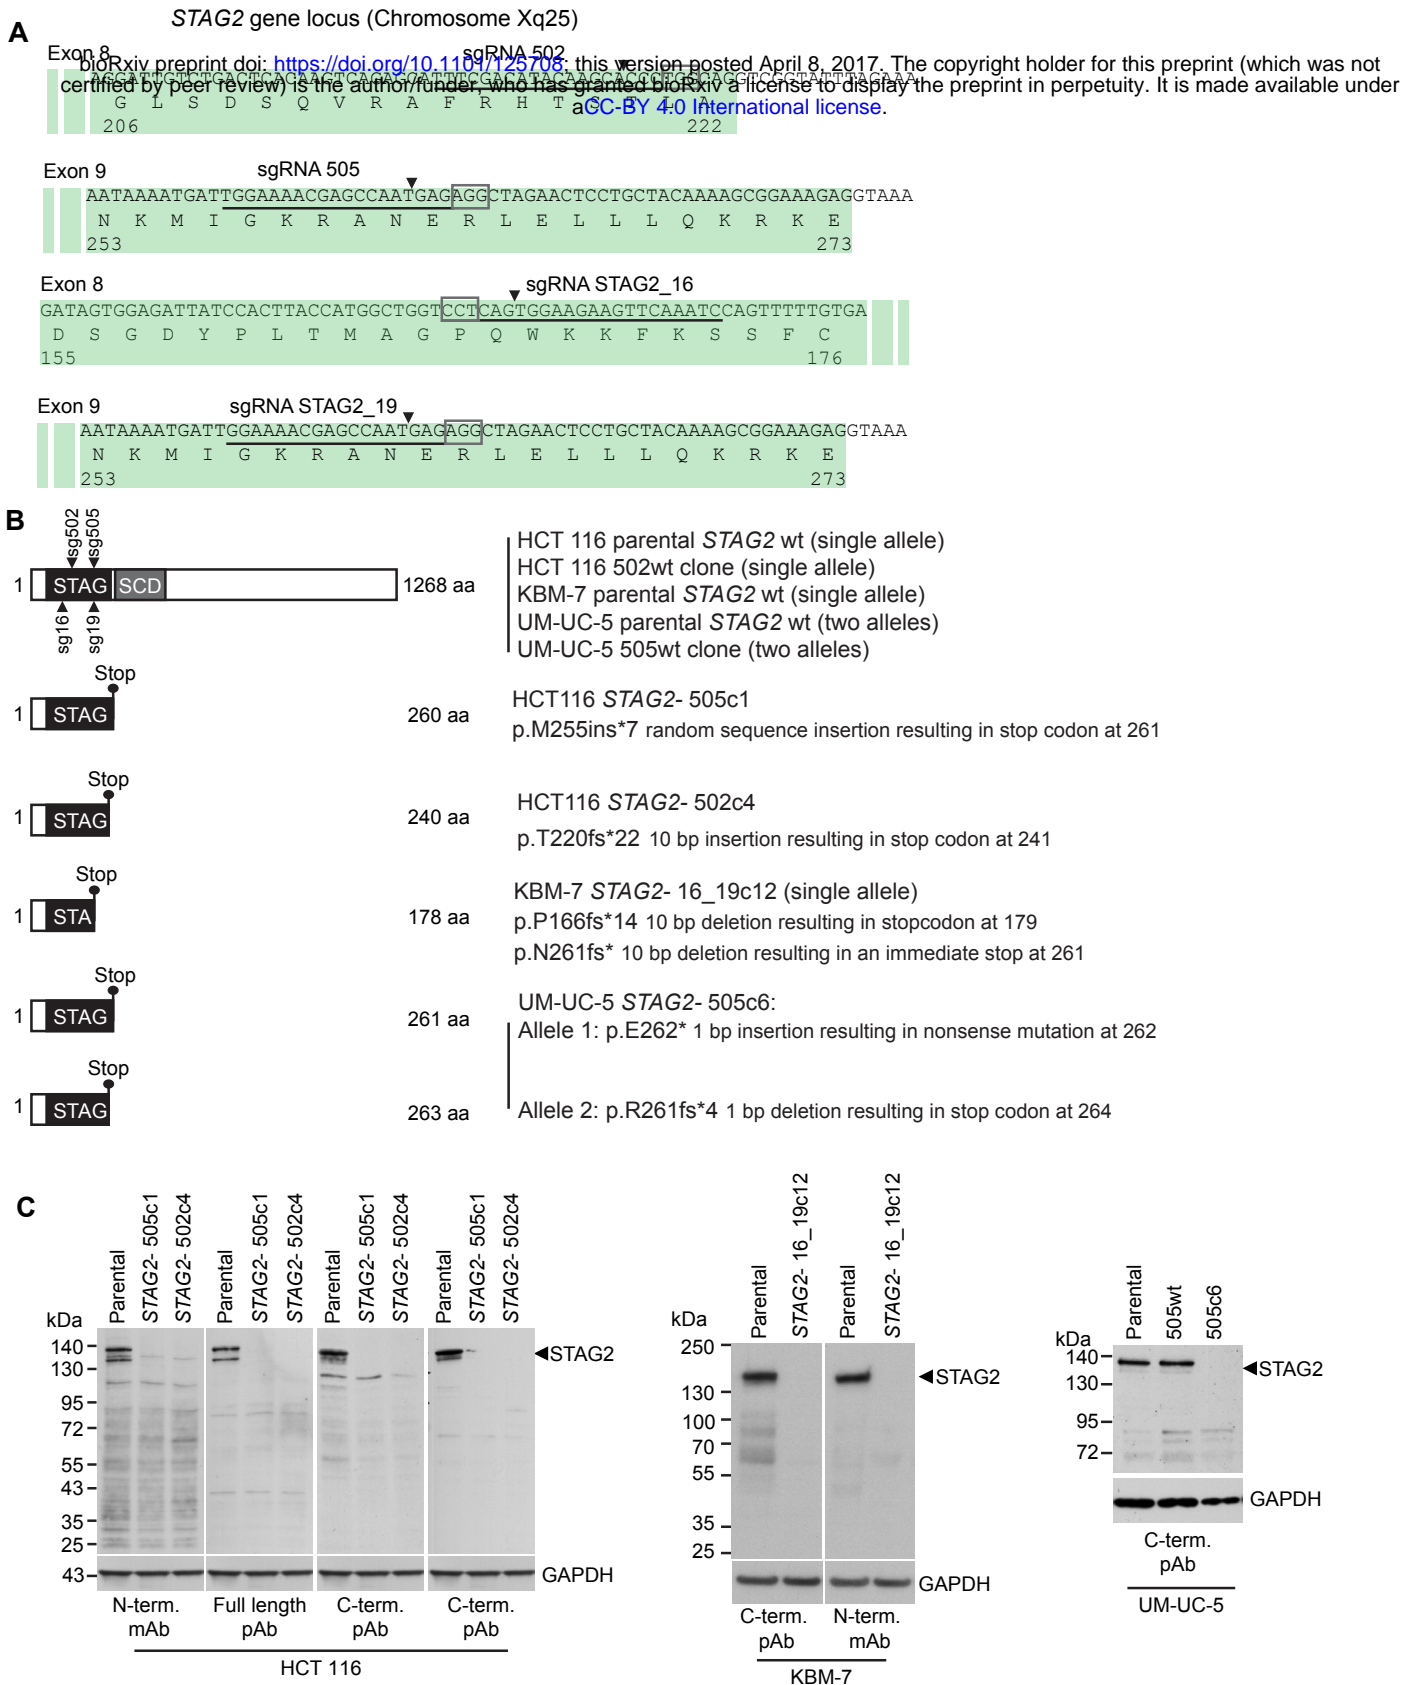 STAG2 gene locus (Chromosome Xq25)
A
Exon 8
sgRNA 502
bioRxiv preprint doi: https://doi.org/10.1101/125708; this version posted April 8, 2017. The copyright holder for this preprint (which was not
certified by peer review) is the author/funder, who has granted bioRxiv a license to display the preprint in perpetuity. It is made available under
aCC-BY 4.0 International license.
G L S D S Q V R A F R H T S T L A
206 222
Exon 9
sgRNA 505
AATAAAATGATTGGAAAACGAGCCAATGAGAGGCTAGAACTCCTGCTACAAAAGCGGAAAGAGGTAAA
N K M I G K R A N E R L E L L L Q K R K E
253 273
Exon 8
sgRNA STAG2_16
GATAGTGGAGATTATCCACTTACCATGGCTGGTCCTCAGTGGAAGAAGTTCAAATCCAGTTTTTGTGA
D S G D Y P L T M A G P Q W K K F K S S F C
155 176
Exon 9
sgRNA STAG2_19
AATAAAATGATTGGAAAACGAGCCAATGAGAGGCTAGAACTCCTGCTACAAAAGCGGAAAGAGGTAAA
N K M I G K R A N E R L E L L L Q K R K E
253 273
B
sg502
sg505
1 STAG SCD 1268 aa
sg16
sg19
HCT 116 parental STAG2 wt (single allele)
HCT 116 502wt clone (single allele)
KBM-7 parental STAG2 wt (single allele)
UM-UC-5 parental STAG2 wt (two alleles)
UM-UC-5 505wt clone (two alleles)
Stop
1 STAG 260 aa
HCT116 STAG2- 505c1
p.M255ins*7 random sequence insertion resulting in stop codon at 261
Stop
1 STAG 240 aa
HCT116 STAG2- 502c4
p.T220fs*22 10 bp insertion resulting in stop codon at 241
Stop
1 STA 178 aa
KBM-7 STAG2- 16_19c12 (single allele)
p.P166fs*14 10 bp deletion resulting in stopcodon at 179
p.N261fs* 10 bp deletion resulting in an immediate stop at 261
Stop
1 STAG 261 aa
UM-UC-5 STAG2- 505c6:
Allele 1: p.E262* 1 bp insertion resulting in nonsense mutation at 262
Stop
1 STAG 263 aa
Allele 2: p.R261fs*4 1 bp deletion resulting in stop codon at 264
C
Parental
STAG2- 505c1
STAG2- 502c4
Parental
STAG2- 505c1
STAG2- 502c4
Parental
STAG2- 505c1
STAG2- 502c4
Parental
STAG2- 505c1
STAG2- 502c4
kDa
140
130
95
72
55
43
35
25
43
STAG2
GAPDH
N-term. mAb
Full length pAb
C-term. pAb
C-term. pAb
HCT 116
Parental
STAG2- 16_19c12
Parental
STAG2- 16_19c12
kDa
250
130
100
70
55
35
25
STAG2
GAPDH
C-term. pAb
N-term. mAb
KBM-7
Parental
505wt
505c6
kDa
140
130
95
72
STAG2
GAPDH
C-term. pAb
UM-UC-5